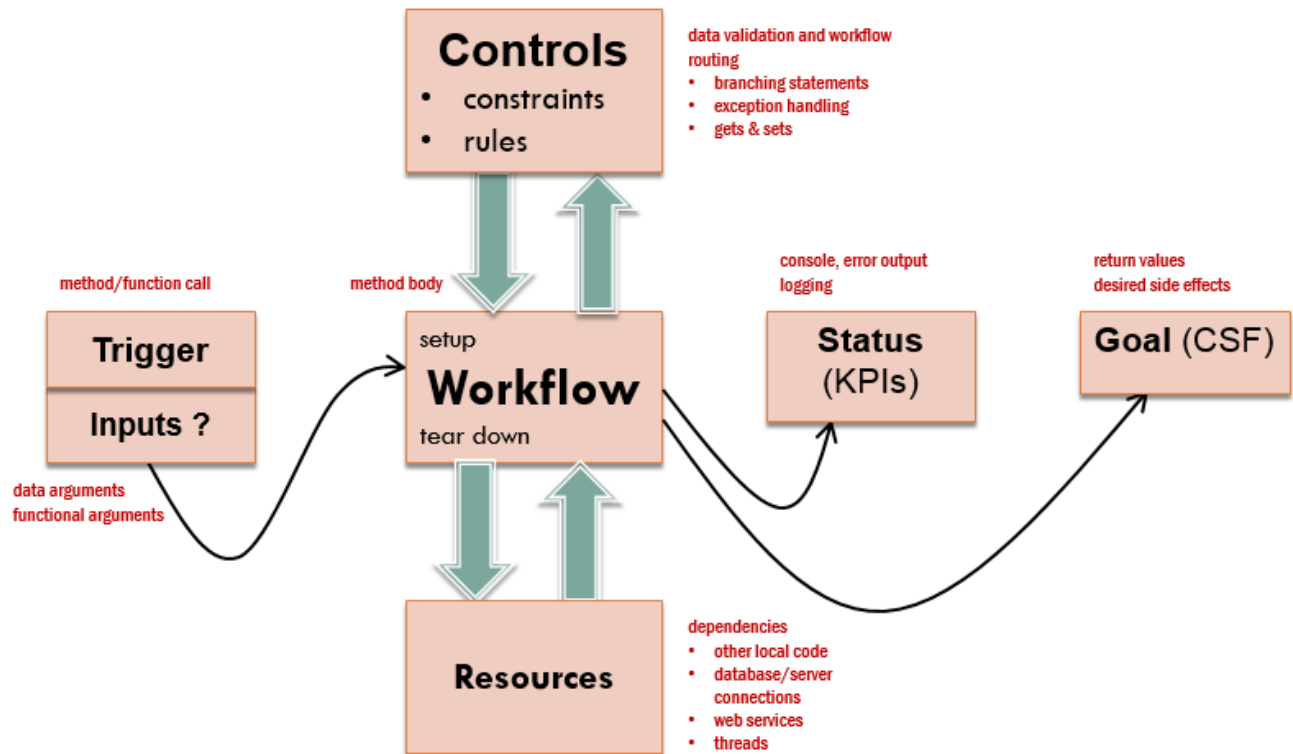 Controls
• constraints
• rules
data validation and workflow
routing
• branching statements
• exception handling
• gets & sets
method/function call
Trigger
Inputs ?
data arguments
functional arguments
method body
setup
Workflow
tear down
console, error output
logging
Status
(KPIs)
return values
desired side effects
Goal (CSF)
Resources
dependencies
• other local code
• database/server
connections
• web services
• threads